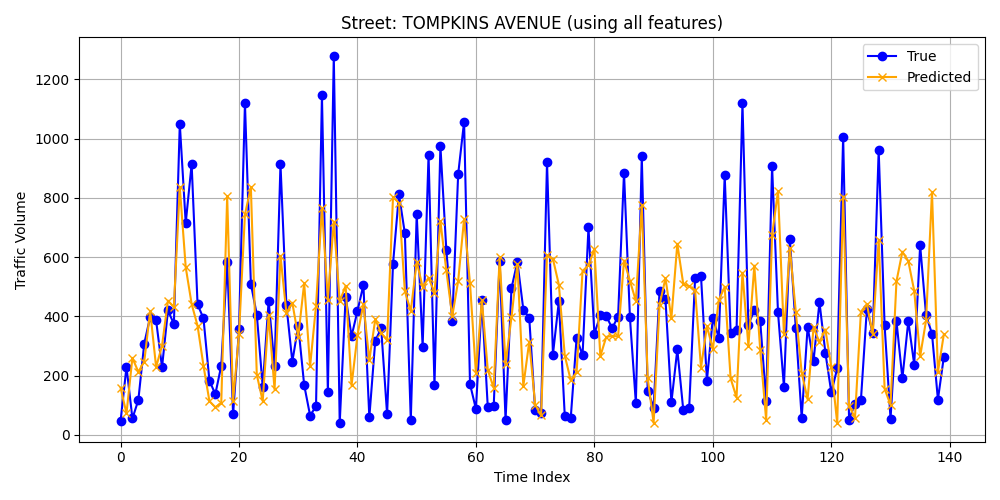 Street: TOMPKINS AVENUE (using all features)
True
Predicted
Traffic Volume
1200
1000
800
600
400
200
0
0 20 40 60 80 100 120 140
Time Index